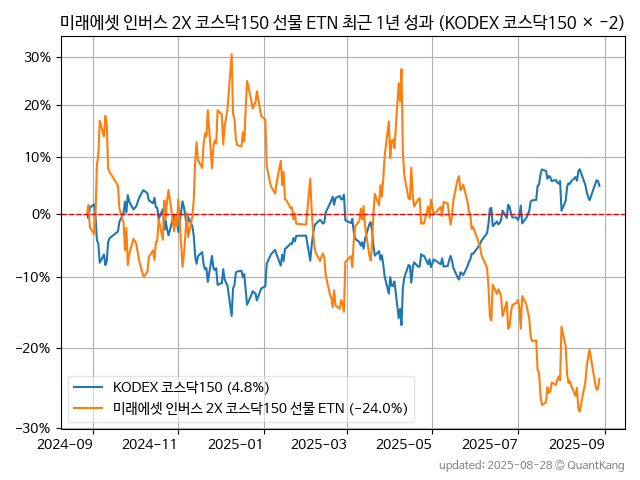 미래에셋 인버스 2X 코스닥150 선물 ETN 최근 1년 성과 (KODEX 코스닥150 × −2)
30%
20%
10%
0%
−10%
−20%
−30%
KODEX 코스닥150 (4.8%)
미래에셋 인버스 2X 코스닥150 선물 ETN (−24.0%)
2024-09 2024-11 2025-01 2025-03 2025-05 2025-07 2025-09
updated: 2025-08-28 © QuantKang